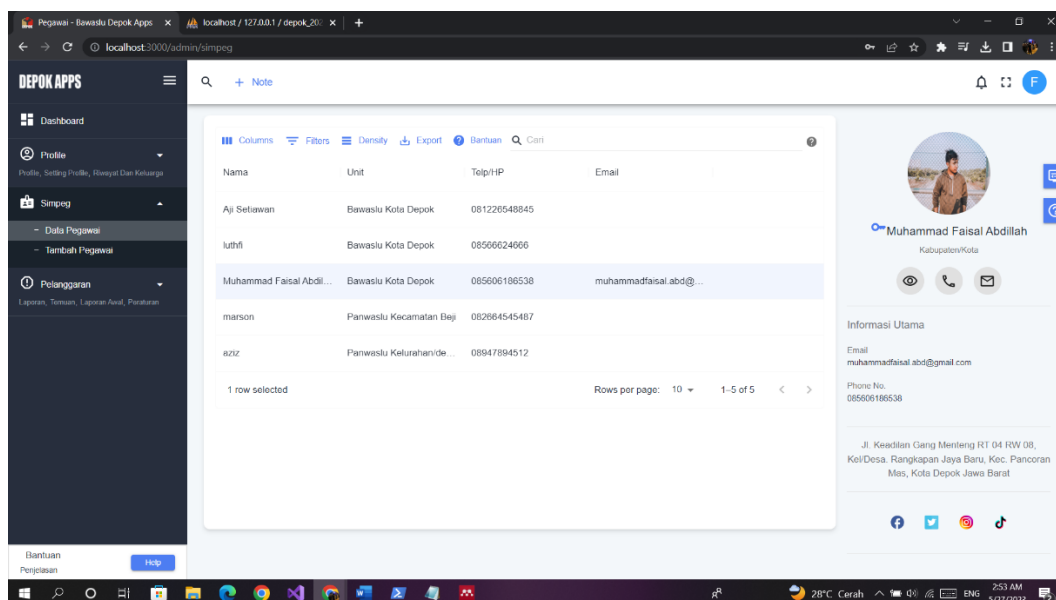 Pegawai - Bawaslu Depok Apps
localhost / 127.0.0.1 / depok_202
localhost:3000/admin/simpeg
DEPOK APPS
+ Note
F
Dashboard
Profile
Profile, Setting Profile, Riwayat Dan Keluarga
Simpeg
− Data Pegawai
− Tambah Pegawai
Pelanggaran
Laporan, Temuan, Laporan Awal, Peraturan
Columns Filters Density Export Bantuan Cari
Nama Unit Telp/HP Email
Aji Setiawan Bawaslu Kota Depok 081226548845
luthfi Bawaslu Kota Depok 08566624666
Muhammad Faisal Abdil... Bawaslu Kota Depok 085606186538 muhammadfaisal.abd@...
marson Panwaslu Kecamatan Beji 082664545487
aziz Panwaslu Kelurahan/de... 08947894512
1 row selected Rows per page: 10 1–5 of 5
Muhammad Faisal Abdillah
Kabupaten/Kota
Informasi Utama
Email
muhammadfaisal.abd@gmail.com
Phone No.
085606186538
Jl. Keadilan Gang Menteng RT 04 RW 08,
Kel/Desa. Rangkapan Jaya Baru, Kec. Pancoran
Mas, Kota Depok Jawa Barat
Bantuan
Penjelasan
Help
28°C Cerah ENG 2:53 AM
5/27/2023